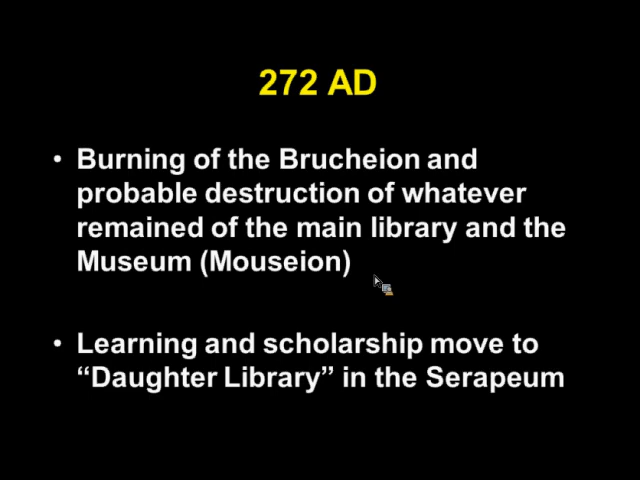 272 AD
• Burning of the Brucheion and
probable destruction of whatever
remained of the main library and the
Museum (Mouseion)
• Learning and scholarship move to
“Daughter Library” in the Serapeum